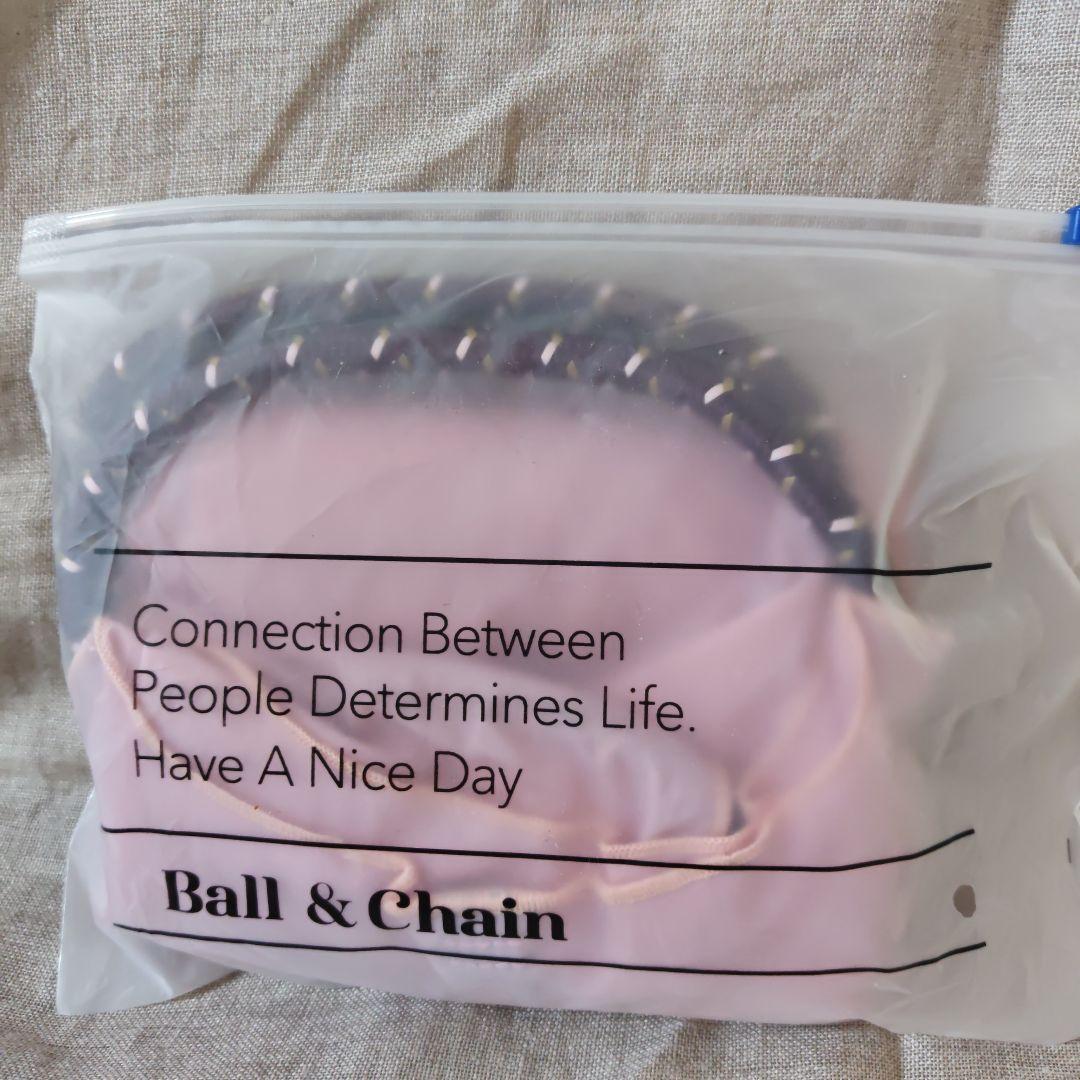 Connection Between
People Determines Life.
Have A Nice Day
Ball & Chain